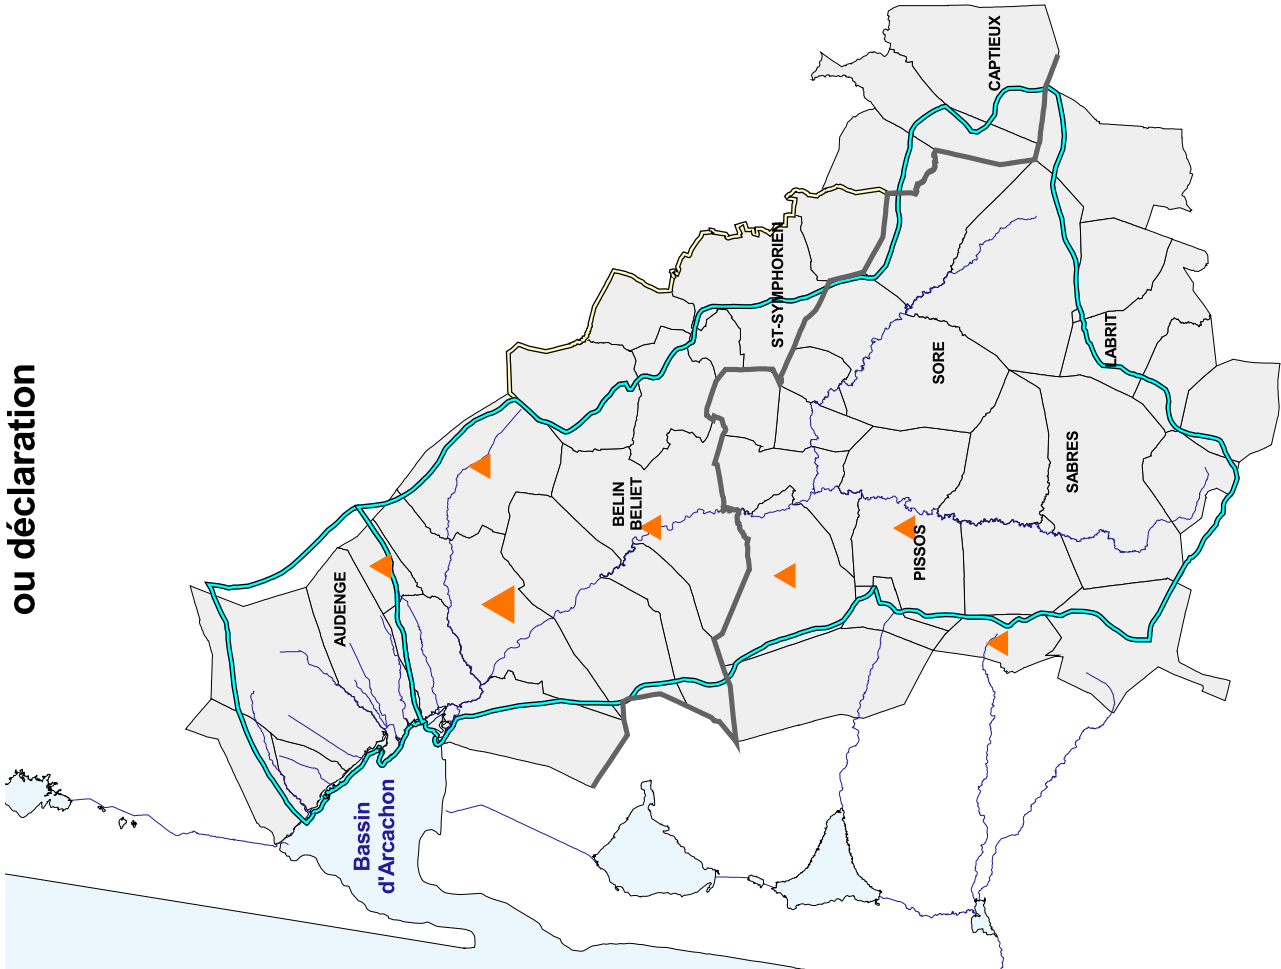 ou déclaration
AUDENGE
Bassin
d'Arcachon
BELIN
BELIET
ST-SYMPHORIEN
CAPTIEUX
PISSOS
SORE
SABRES
LABRIT